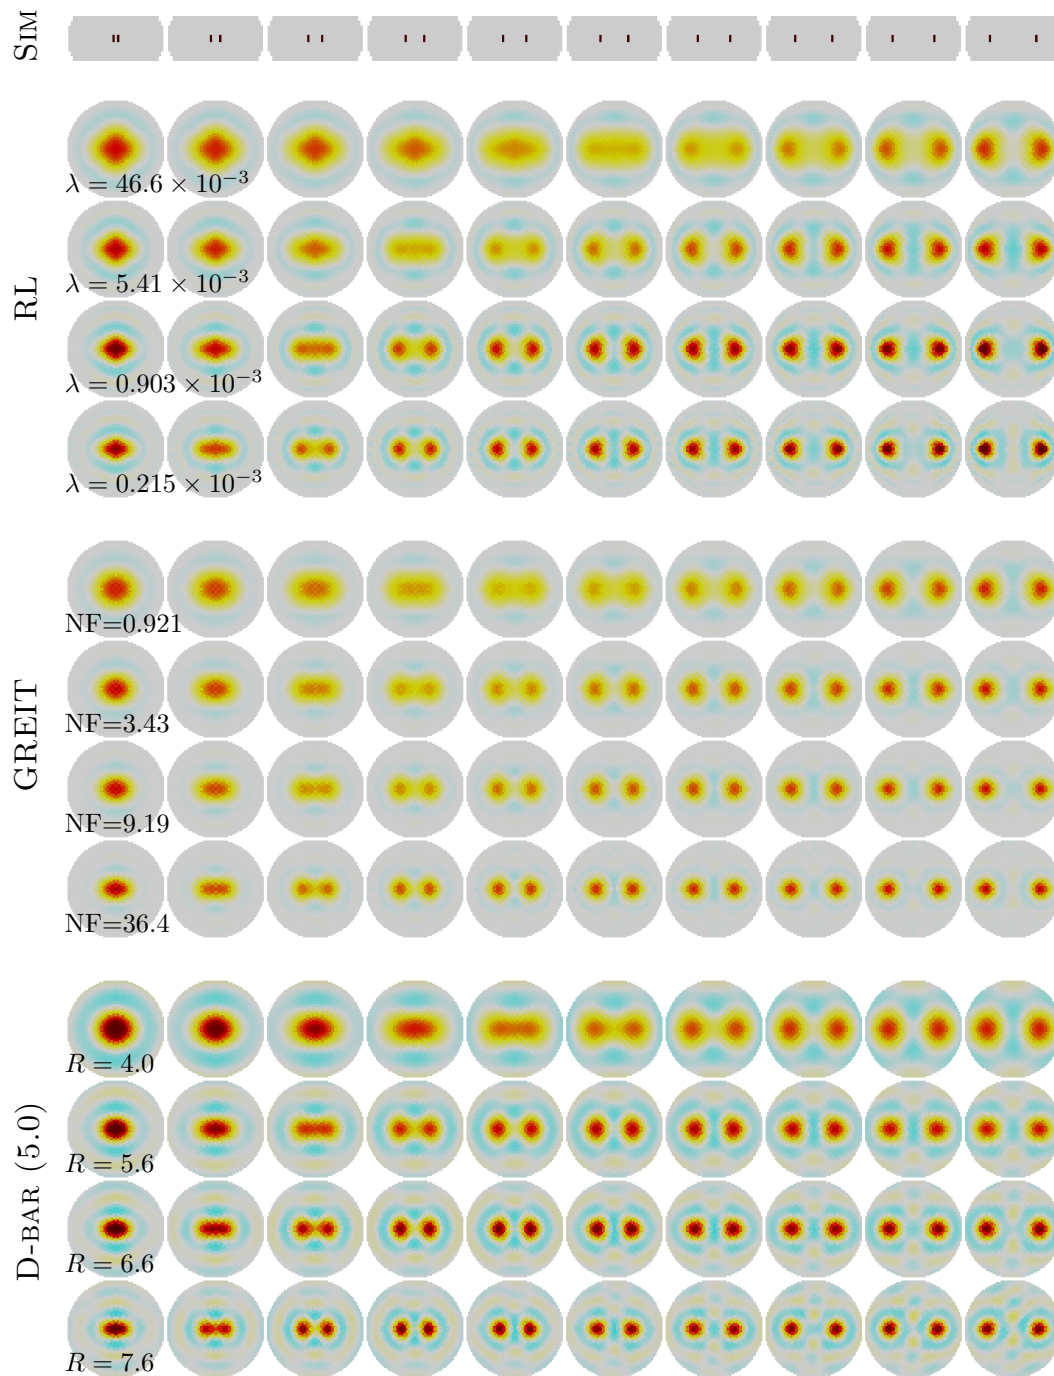 SIM
RL
λ = 46.6 × 10⁻³
λ = 5.41 × 10⁻³
λ = 0.903 × 10⁻³
λ = 0.215 × 10⁻³
GREIT
NF=0.921
NF=3.43
NF=9.19
NF=36.4
D-BAR (5.0)
R = 4.0
R = 5.6
R = 6.6
R = 7.6